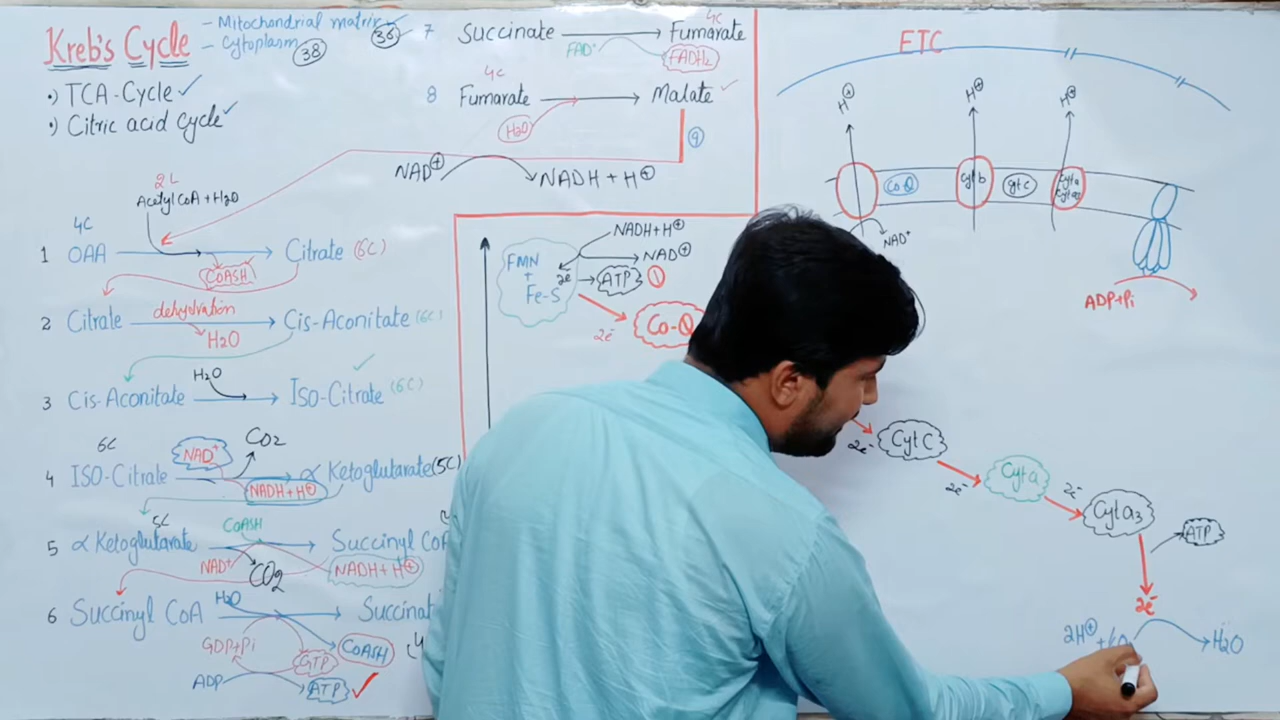 Kreb's Cycle
- Mitochondrial matrix 36
- Cytoplasm 38
•) TCA-Cycle ✓
•) Citric acid Cycle ✓
Acetyl CoA + H2O
4C
1 OAA Citrate (6C)
CoASH
2 Citrate dehydration Cis-Aconitate (6C)
H2O
H2O
3 Cis-Aconitate ISO-Citrate (6C)
6C
4 ISO-Citrate NAD+ CO2 α Ketoglutarate (5C)
NADH+H⊕
5C
5 α Ketoglutarate CoASH Succinyl CoA
NAD+ CO2 NADH+H⊕
6 Succinyl CoA H2O Succinat
GDP+Pi GTP CoASH
ADP ATP ✓
7 Succinate Fumarate
4C
FAD+ FADH2
4C
8 Fumarate Malate ✓
H2O
9
NAD⊕ NADH + H⊕
NADH+H⊕
FMN + Fe-S NAD⊕
2e- ATP 1
2e- Co-Q
2e- Cyt C
2e- Cyt a
2e- Cyt a3
ATP
2e-
2H⊕ + H2O
ETC
H⊕ H⊕ H⊕
Co-Q Cyt b Cyt c Cyt a Cyt a3
NAD+
ADP+Pi